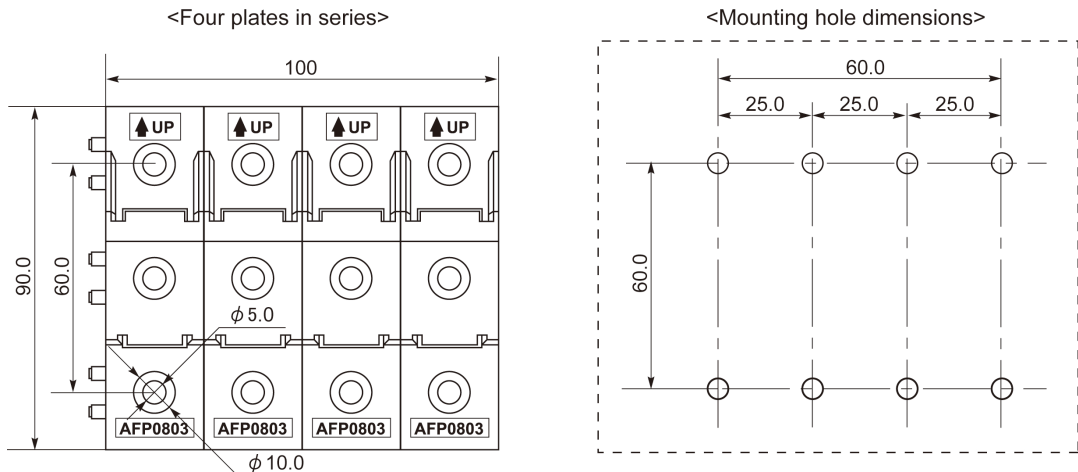 <Four plates in series>
100
UP UP UP UP
90.0
60.0
φ5.0
AFP0803 AFP0803 AFP0803 AFP0803
φ10.0
<Mounting hole dimensions>
60.0
25.0 25.0 25.0
60.0